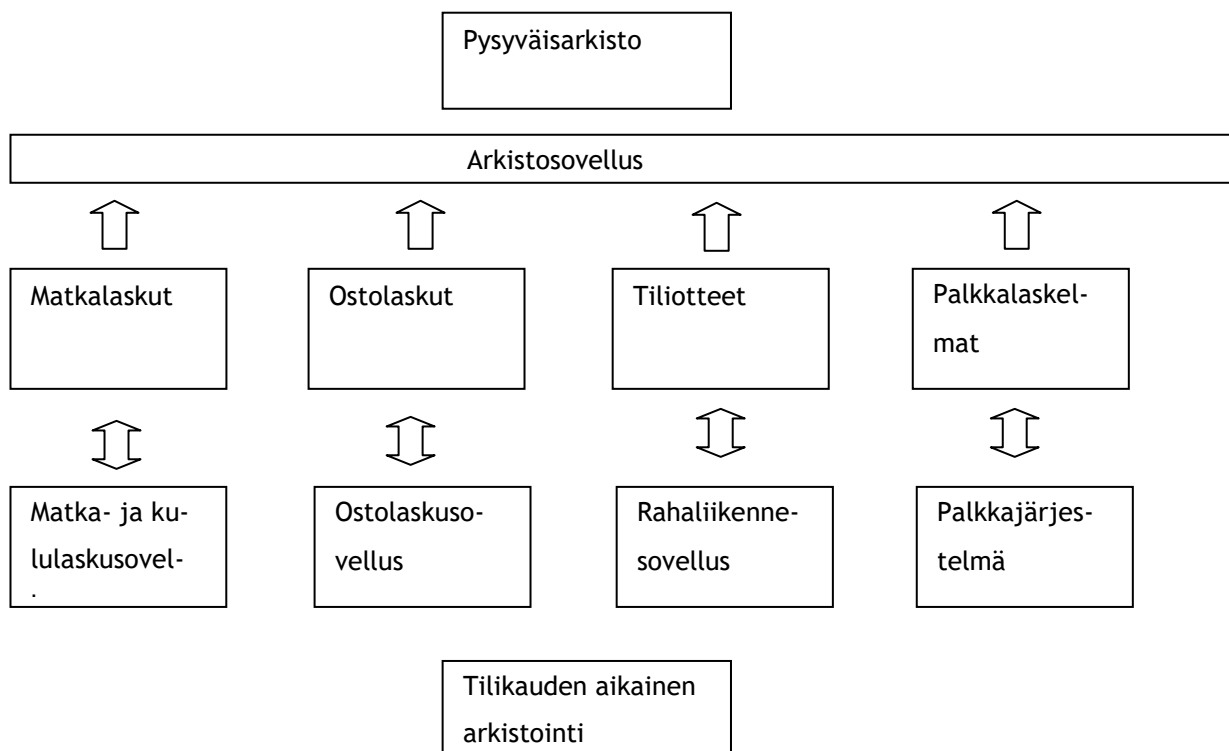 Pysyväisarkisto
Arkistosovellus
Matkalaskut
Ostolaskut
Tiliotteet
Palkkalaskel-
mat
Matka- ja ku-
lulaskusovel-
Ostolaskuso-
vellus
Rahaliikenne-
sovellus
Palkkajärjes-
telmä
Tilikauden aikainen
arkistointi